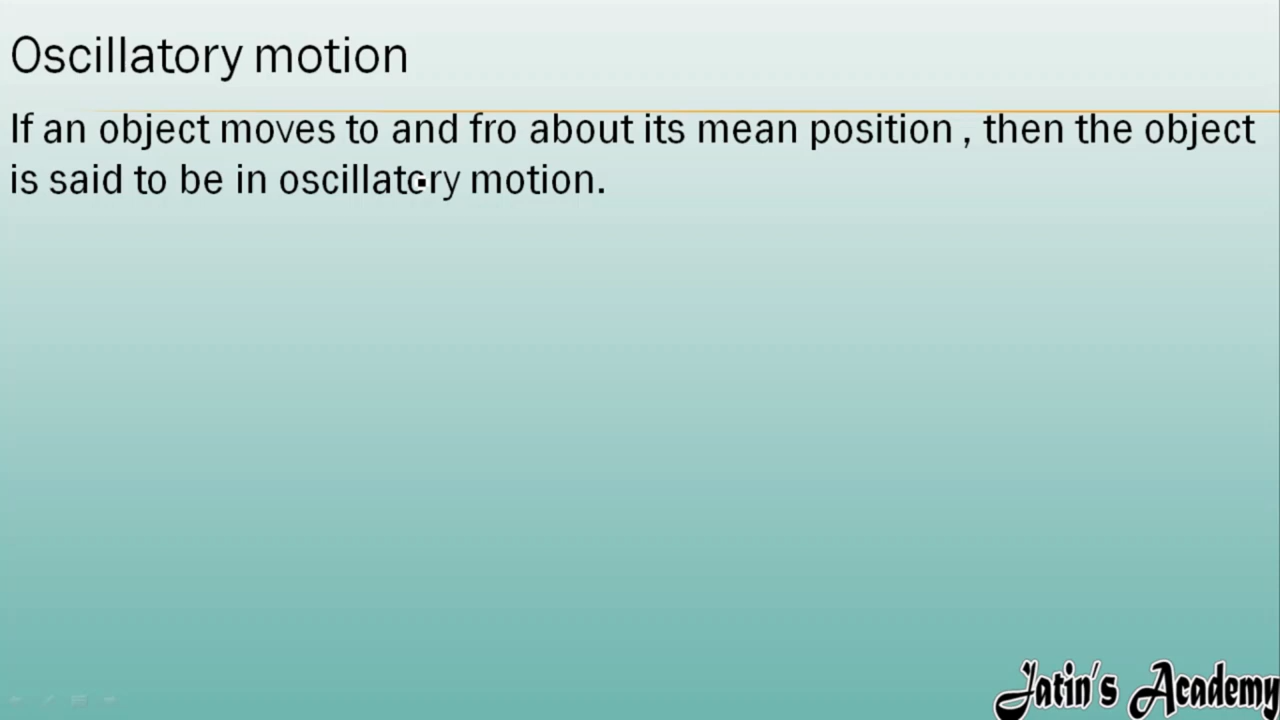 Oscillatory motion
If an object moves to and fro about its mean position , then the object
is said to be in oscillatory motion.
Jatin's Academy